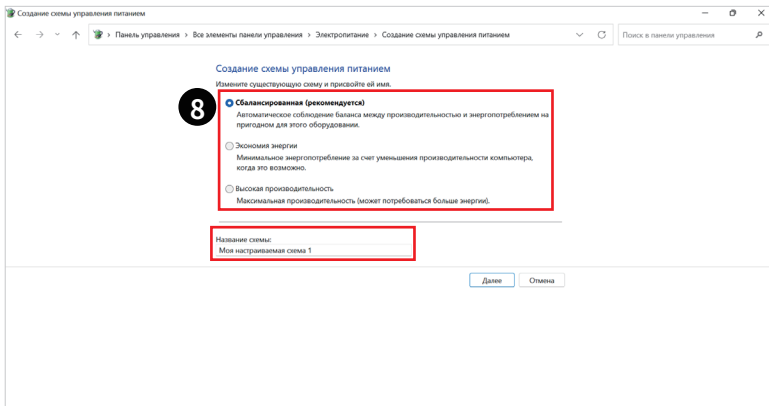 Создание схемы управления питанием
Панель управления › Все элементы панели управления › Электропитание › Создание схемы управления питанием
Поиск в панели управления
Создание схемы управления питанием
Измените существующую схему и присвойте ей имя.
8
Сбалансированная (рекомендуется)
Автоматическое соблюдение баланса между производительностью и энергопотреблением на
пригодном для этого оборудовании.
Экономия энергии
Минимальное энергопотребление за счет уменьшения производительности компьютера,
когда это возможно.
Высокая производительность
Максимальная производительность (может потребоваться больше энергии).
Название схемы:
Моя настраиваемая схема 1
Далее
Отмена